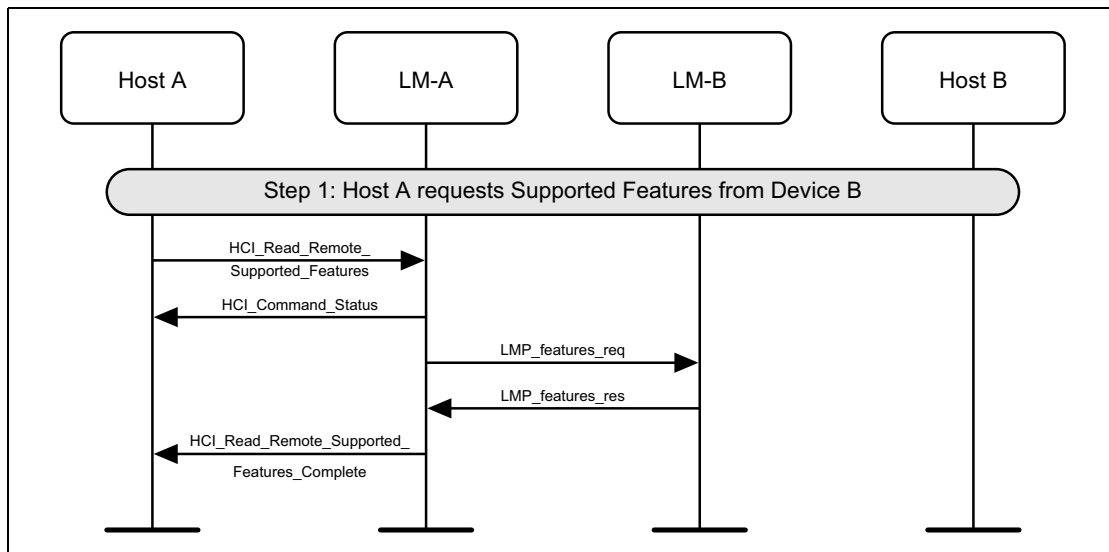 Host A
LM-A
LM-B
Host B
Step 1: Host A requests Supported Features from Device B
HCI_Read_Remote_
Supported_Features
HCI_Command_Status
LMP_features_req
LMP_features_res
HCI_Read_Remote_Supported_
Features_Complete